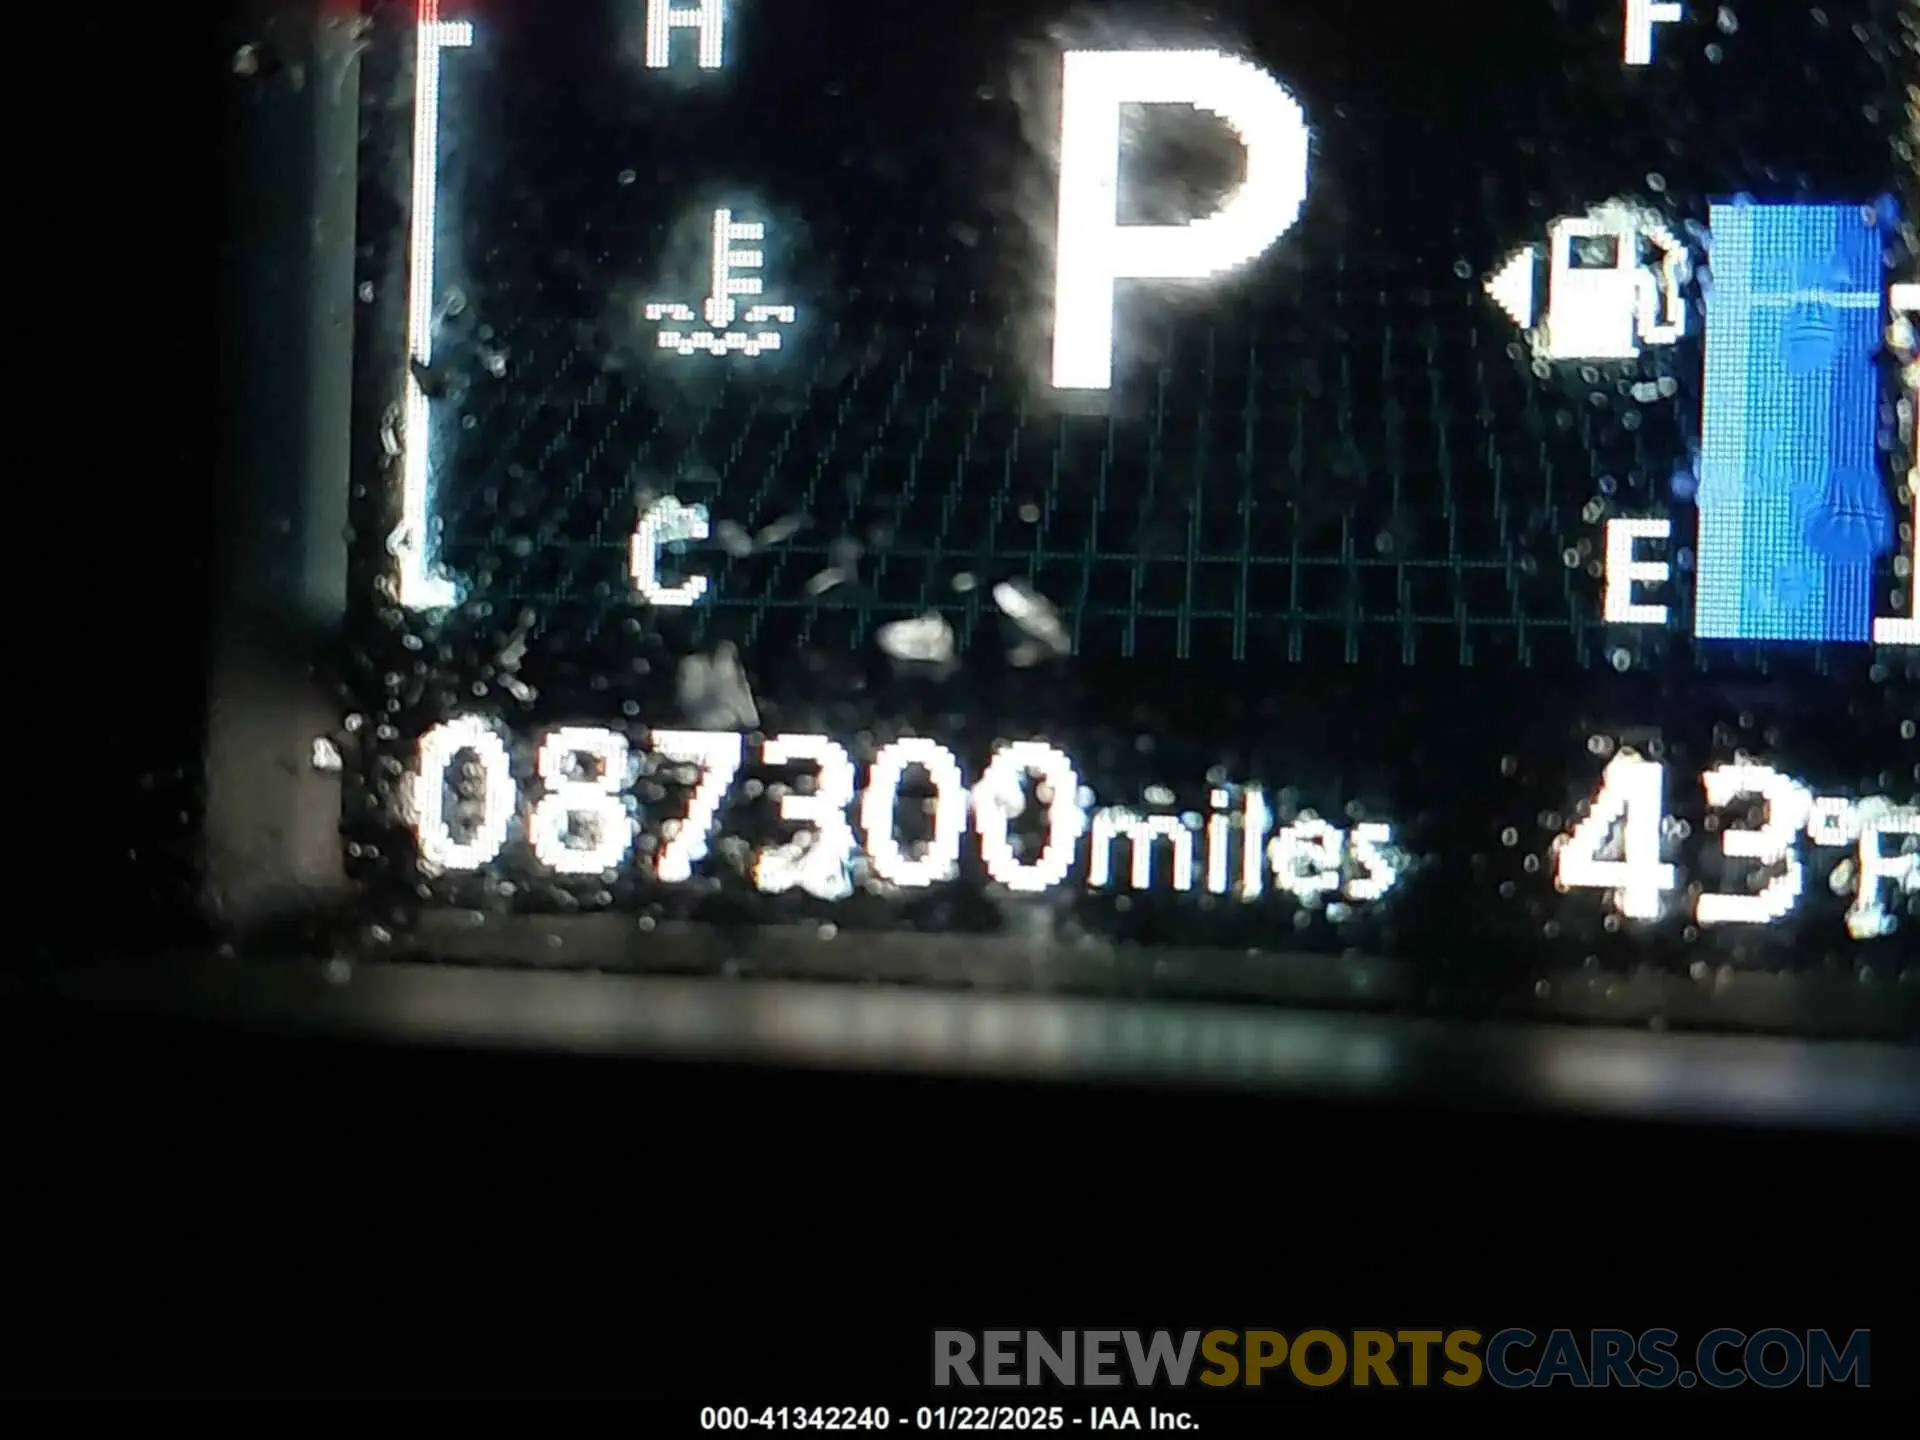 H
F
P
C
E
087300miles
43°F
RENEWSPORTSCARS.COM
000-41342240 - 01/22/2025 - IAA Inc.